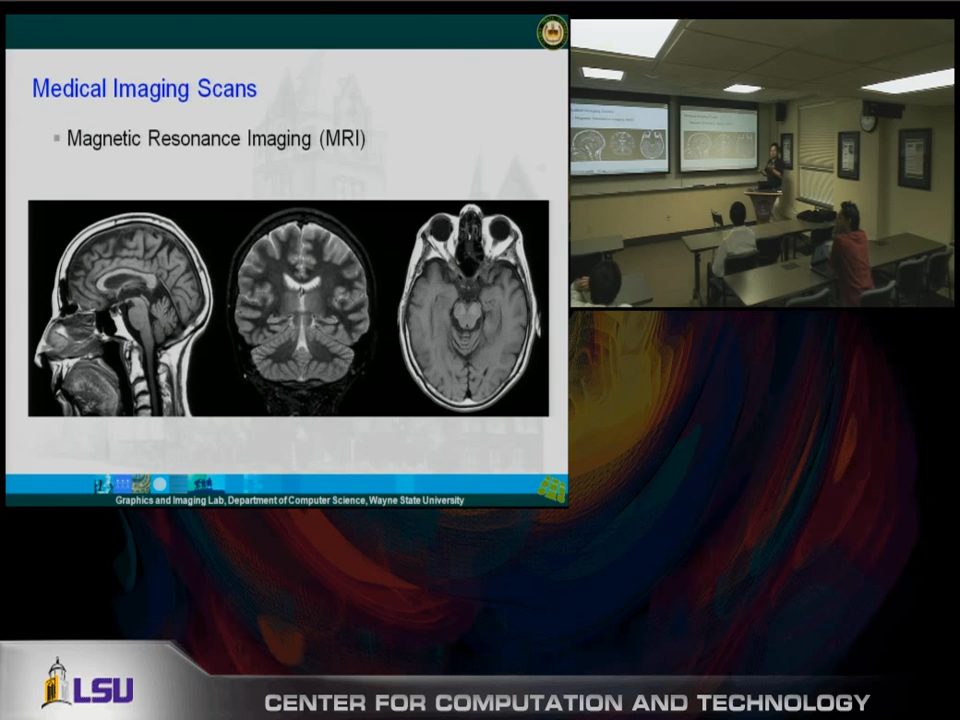 Medical Imaging Scans
Magnetic Resonance Imaging (MRI)
Graphics and Imaging Lab, Department of Computer Science, Wayne State University
LSU
CENTER FOR COMPUTATION AND TECHNOLOGY